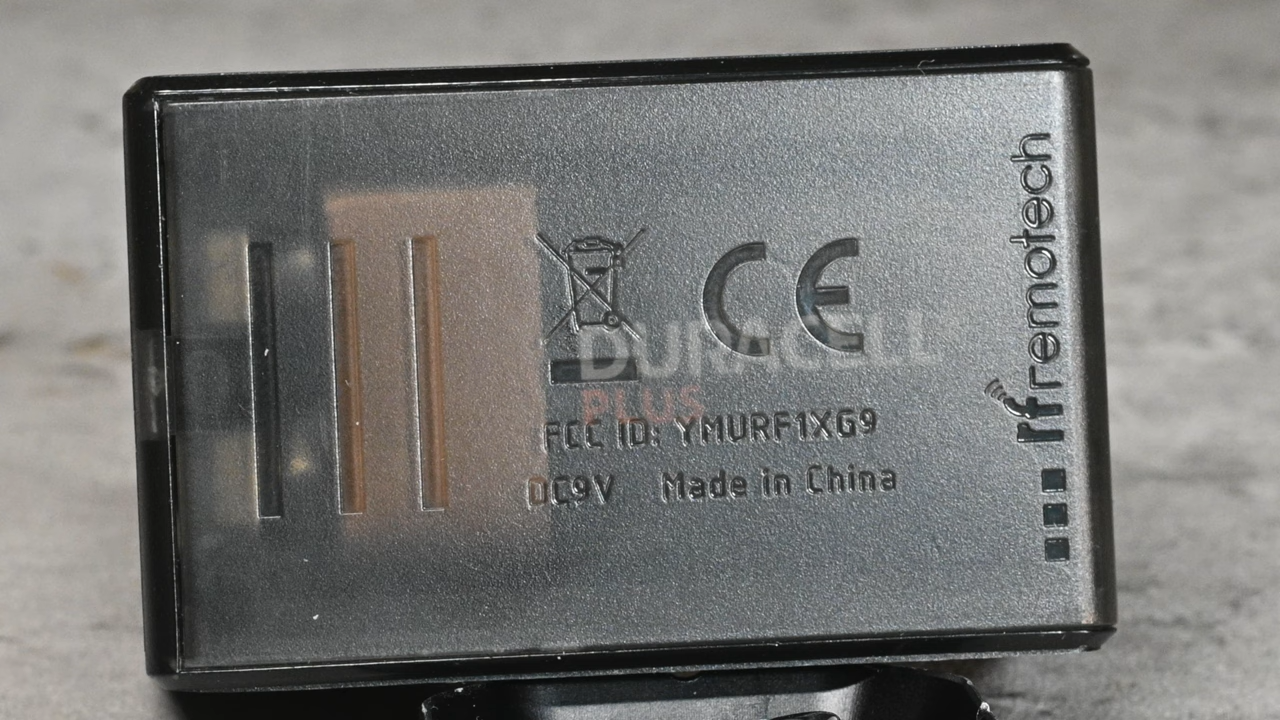 CE
DURACELL
PLUS
FCC ID: YMURF1XG9
DC9V Made in China
rfremotech